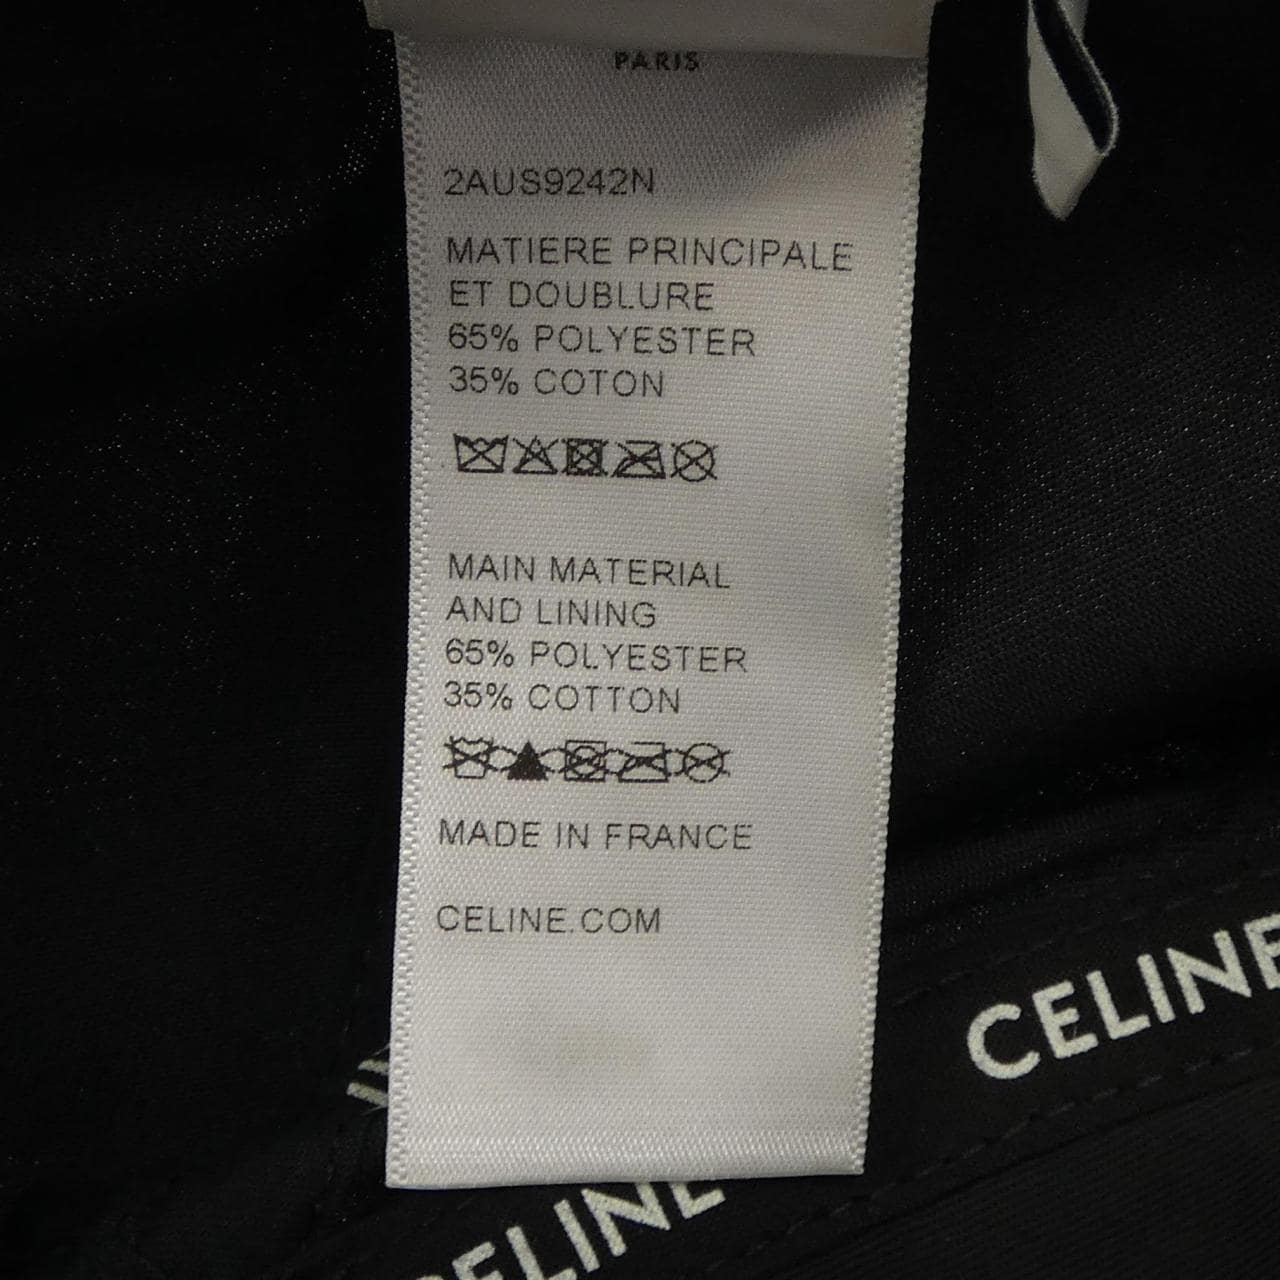 PARIS
2AUS9242N
MATIERE PRINCIPALE
ET DOUBLURE
65% POLYESTER
35% COTON
MAIN MATERIAL
AND LINING
65% POLYESTER
35% COTTON
MADE IN FRANCE
CELINE.COM
CELINE
ELINE